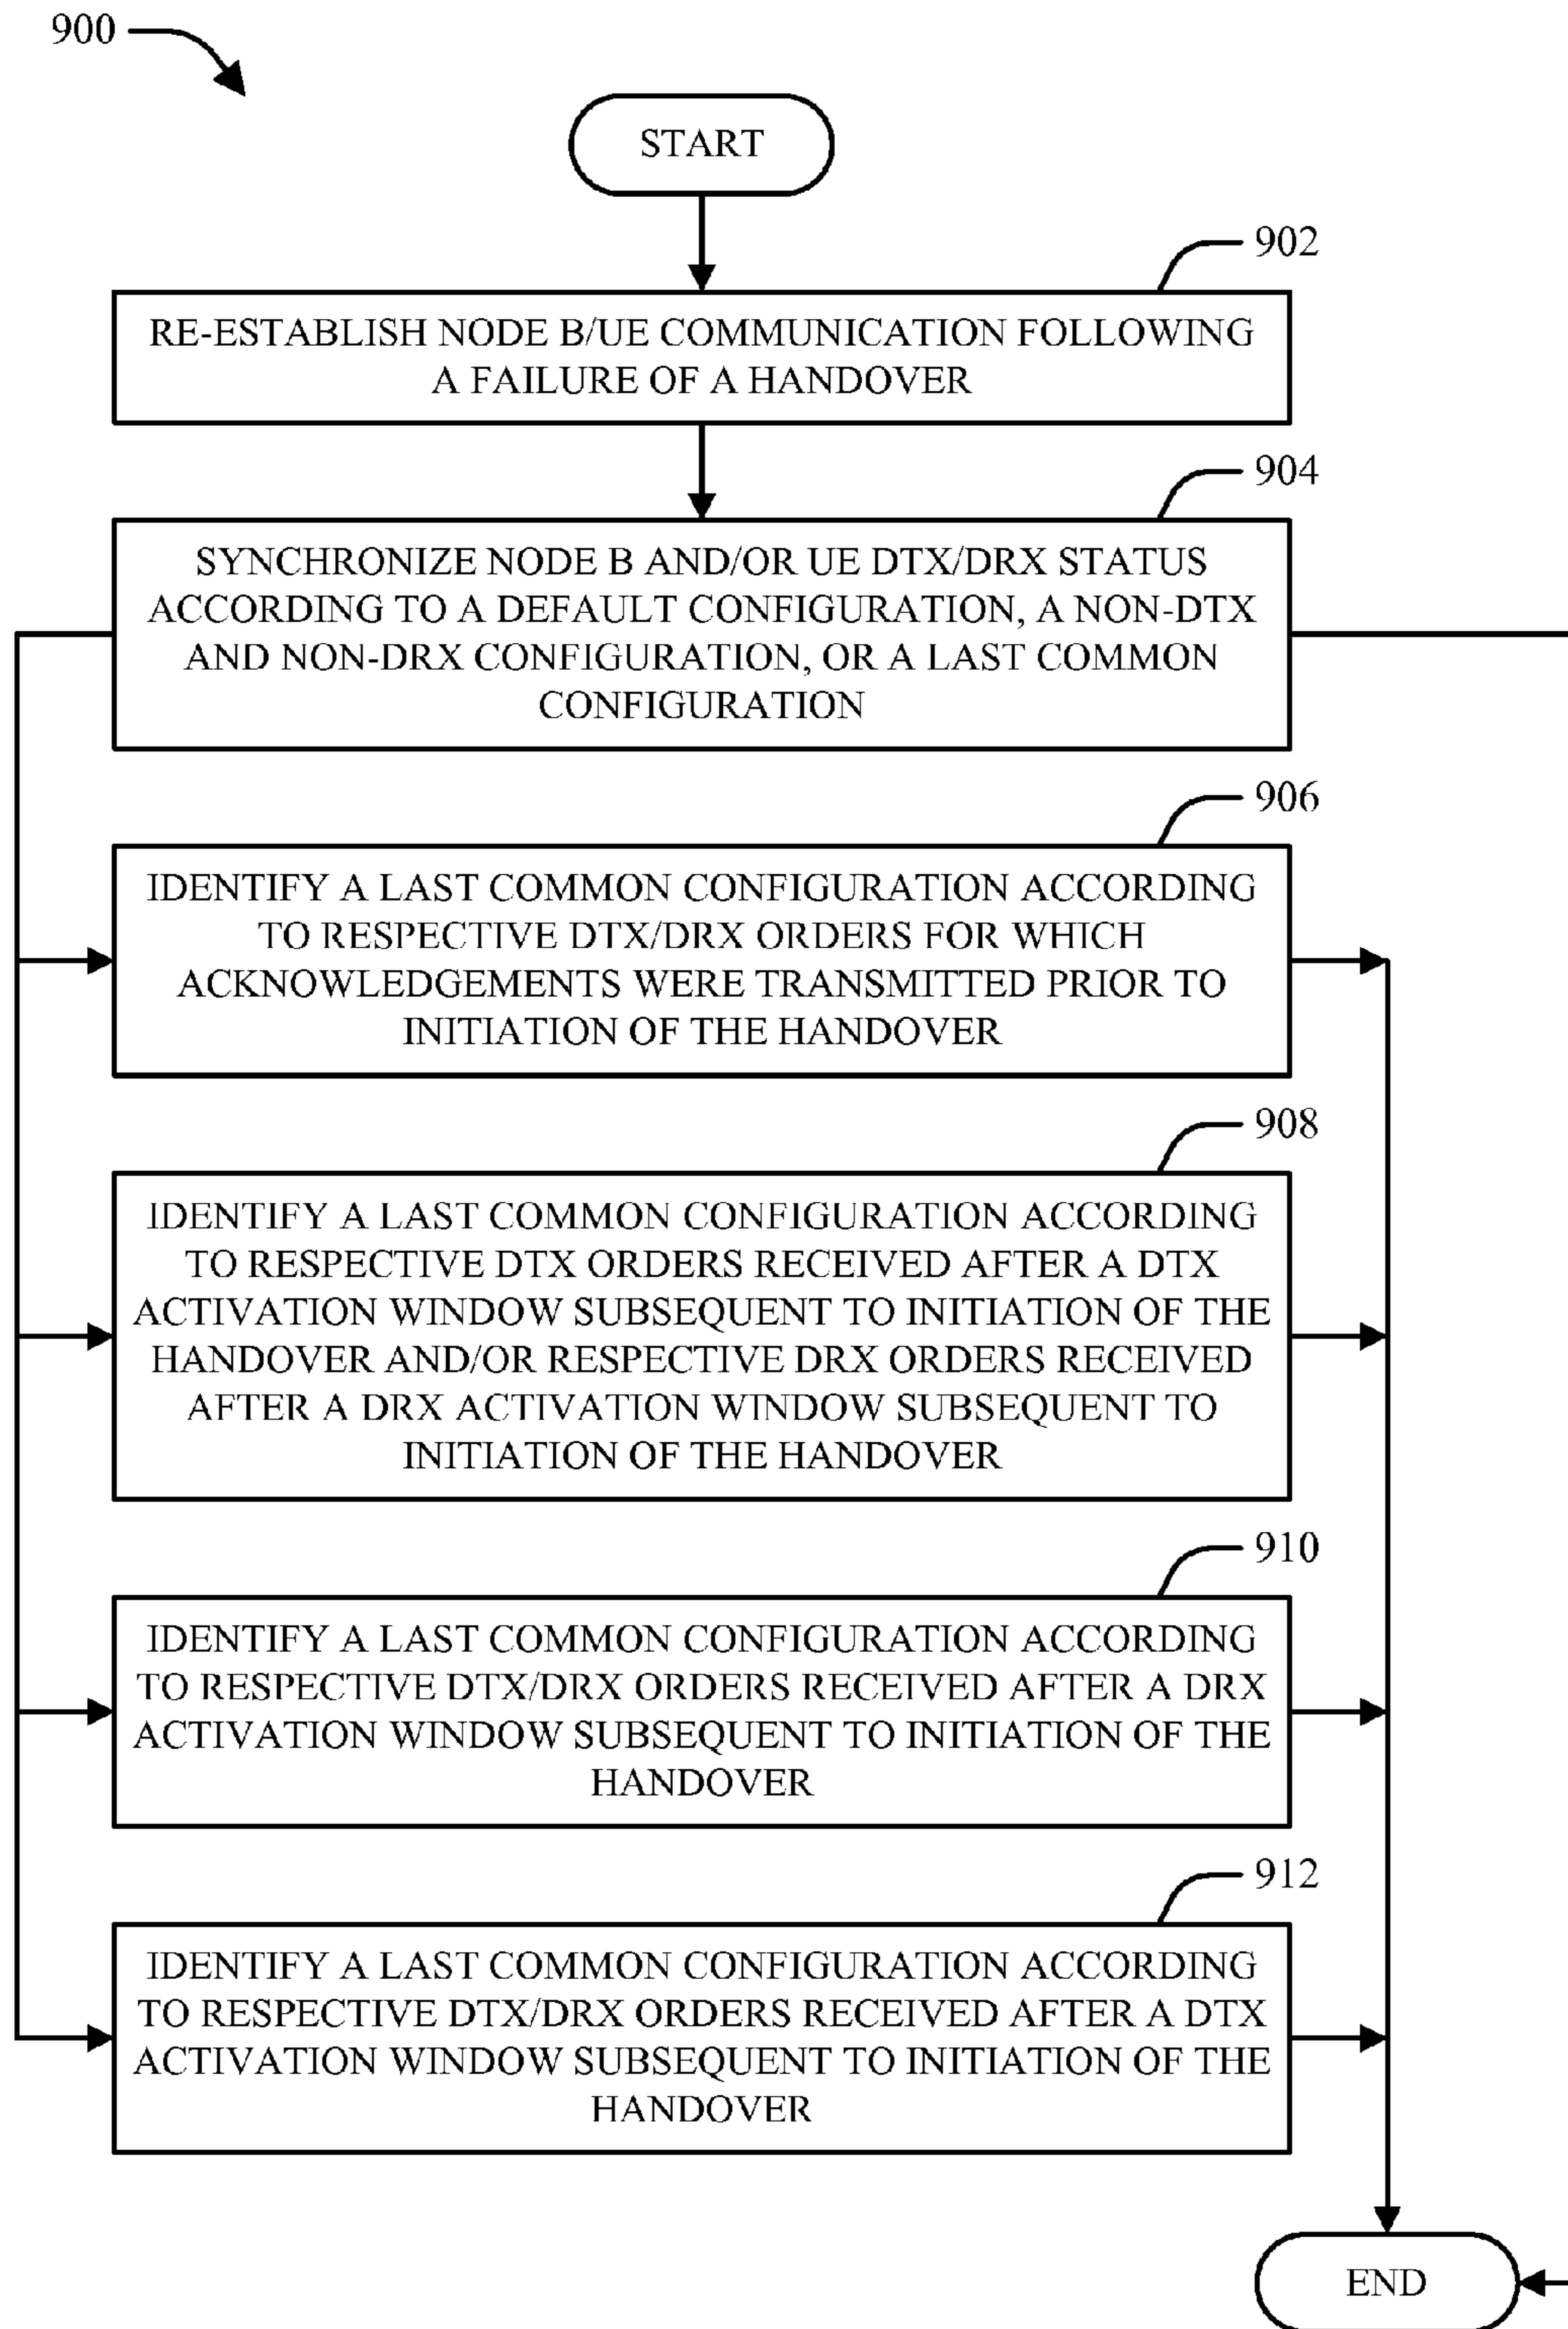 900
START
902
RE-ESTABLISH NODE B/UE COMMUNICATION FOLLOWING
A FAILURE OF A HANDOVER
904
SYNCHRONIZE NODE B AND/OR UE DTX/DRX STATUS
ACCORDING TO A DEFAULT CONFIGURATION, A NON-DTX
AND NON-DRX CONFIGURATION, OR A LAST COMMON
CONFIGURATION
906
IDENTIFY A LAST COMMON CONFIGURATION ACCORDING
TO RESPECTIVE DTX/DRX ORDERS FOR WHICH
ACKNOWLEDGEMENTS WERE TRANSMITTED PRIOR TO
INITIATION OF THE HANDOVER
908
IDENTIFY A LAST COMMON CONFIGURATION ACCORDING
TO RESPECTIVE DTX ORDERS RECEIVED AFTER A DTX
ACTIVATION WINDOW SUBSEQUENT TO INITIATION OF THE
HANDOVER AND/OR RESPECTIVE DRX ORDERS RECEIVED
AFTER A DRX ACTIVATION WINDOW SUBSEQUENT TO
INITIATION OF THE HANDOVER
910
IDENTIFY A LAST COMMON CONFIGURATION ACCORDING
TO RESPECTIVE DTX/DRX ORDERS RECEIVED AFTER A DRX
ACTIVATION WINDOW SUBSEQUENT TO INITIATION OF THE
HANDOVER
912
IDENTIFY A LAST COMMON CONFIGURATION ACCORDING
TO RESPECTIVE DTX/DRX ORDERS RECEIVED AFTER A DTX
ACTIVATION WINDOW SUBSEQUENT TO INITIATION OF THE
HANDOVER
END